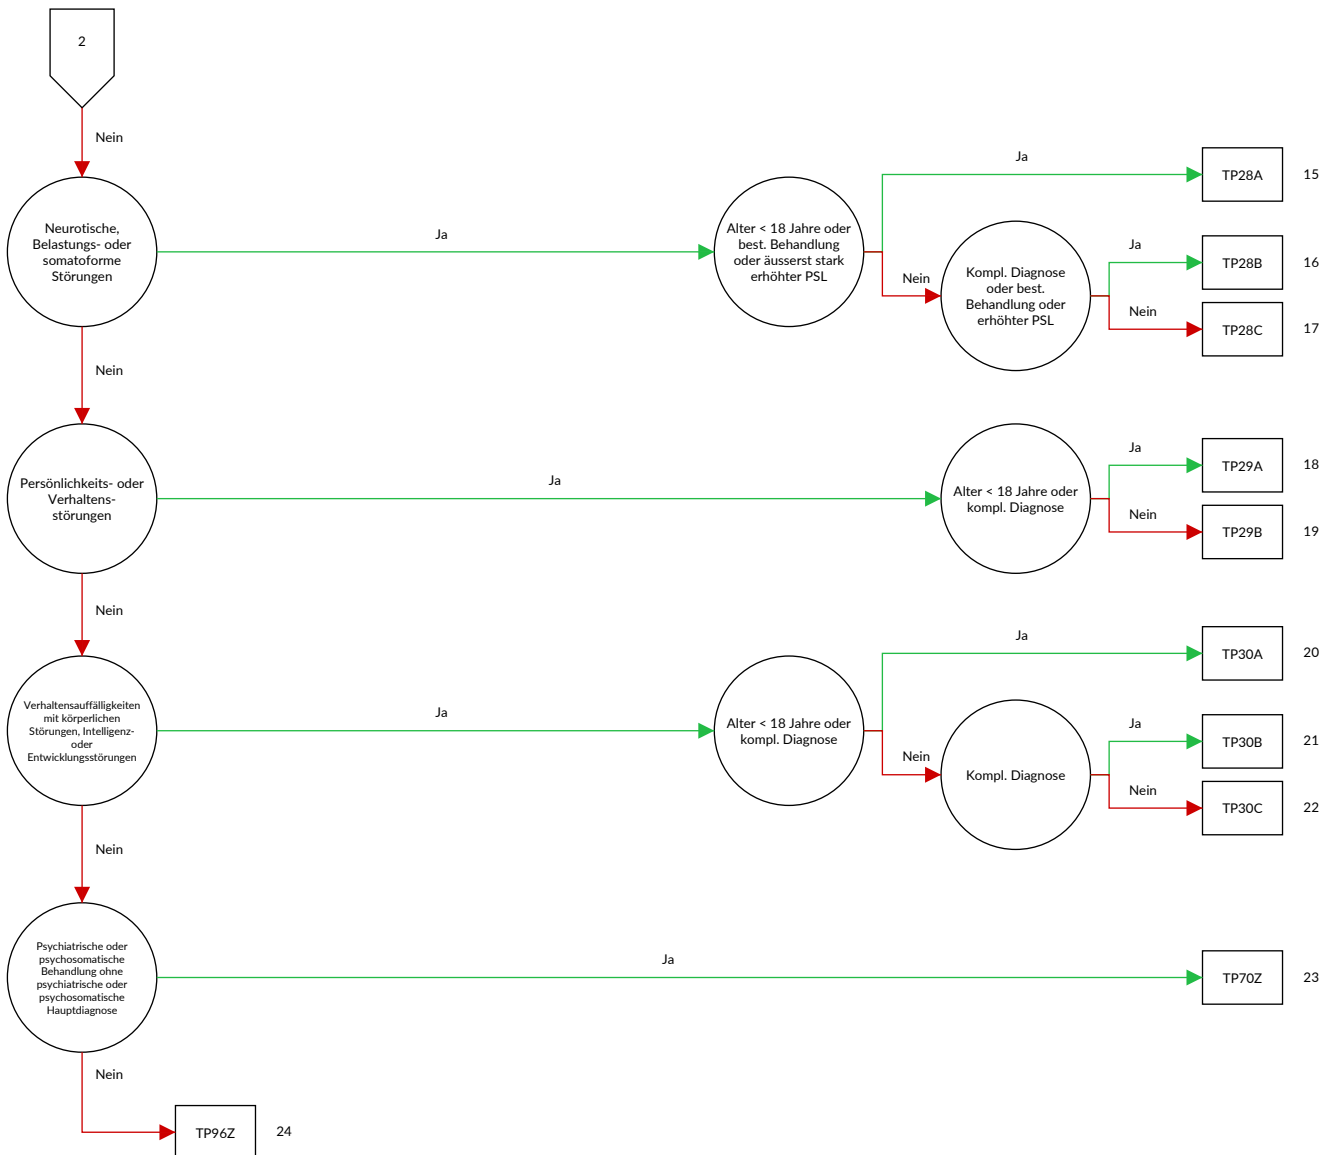 2
Nein
Neurotische,
Belastungs- oder
somatoforme
Störungen
Ja
Alter < 18 Jahre oder
best. Behandlung
oder äusserst stark
erhöhter PSL
Ja
TP28A
15
Nein
Kompl. Diagnose
oder best.
Behandlung oder
erhöhter PSL
Ja
TP28B
16
Nein
TP28C
17
Nein
Persönlichkeits- oder
Verhaltens-
störungen
Ja
Alter < 18 Jahre oder
kompl. Diagnose
Ja
TP29A
18
Nein
TP29B
19
Nein
Verhaltensauffälligkeiten
mit körperlichen
Störungen, Intelligenz-
oder
Entwicklungsstörungen
Ja
Alter < 18 Jahre oder
kompl. Diagnose
Ja
TP30A
20
Nein
Kompl. Diagnose
Ja
TP30B
21
Nein
TP30C
22
Nein
Psychiatrische oder
psychosomatische
Behandlung ohne
psychiatrische oder
psychosomatische
Hauptdiagnose
Ja
TP70Z
23
Nein
TP96Z
24